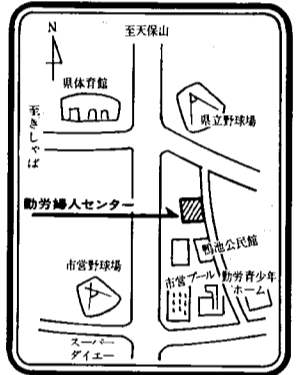 N
至天保山
県体育館
県立野球場
至きしゃば
勤労婦人センター
鴨池公民館
市営野球場
市営プール
勤労青少年
ホーム
スーパー
ダイエー